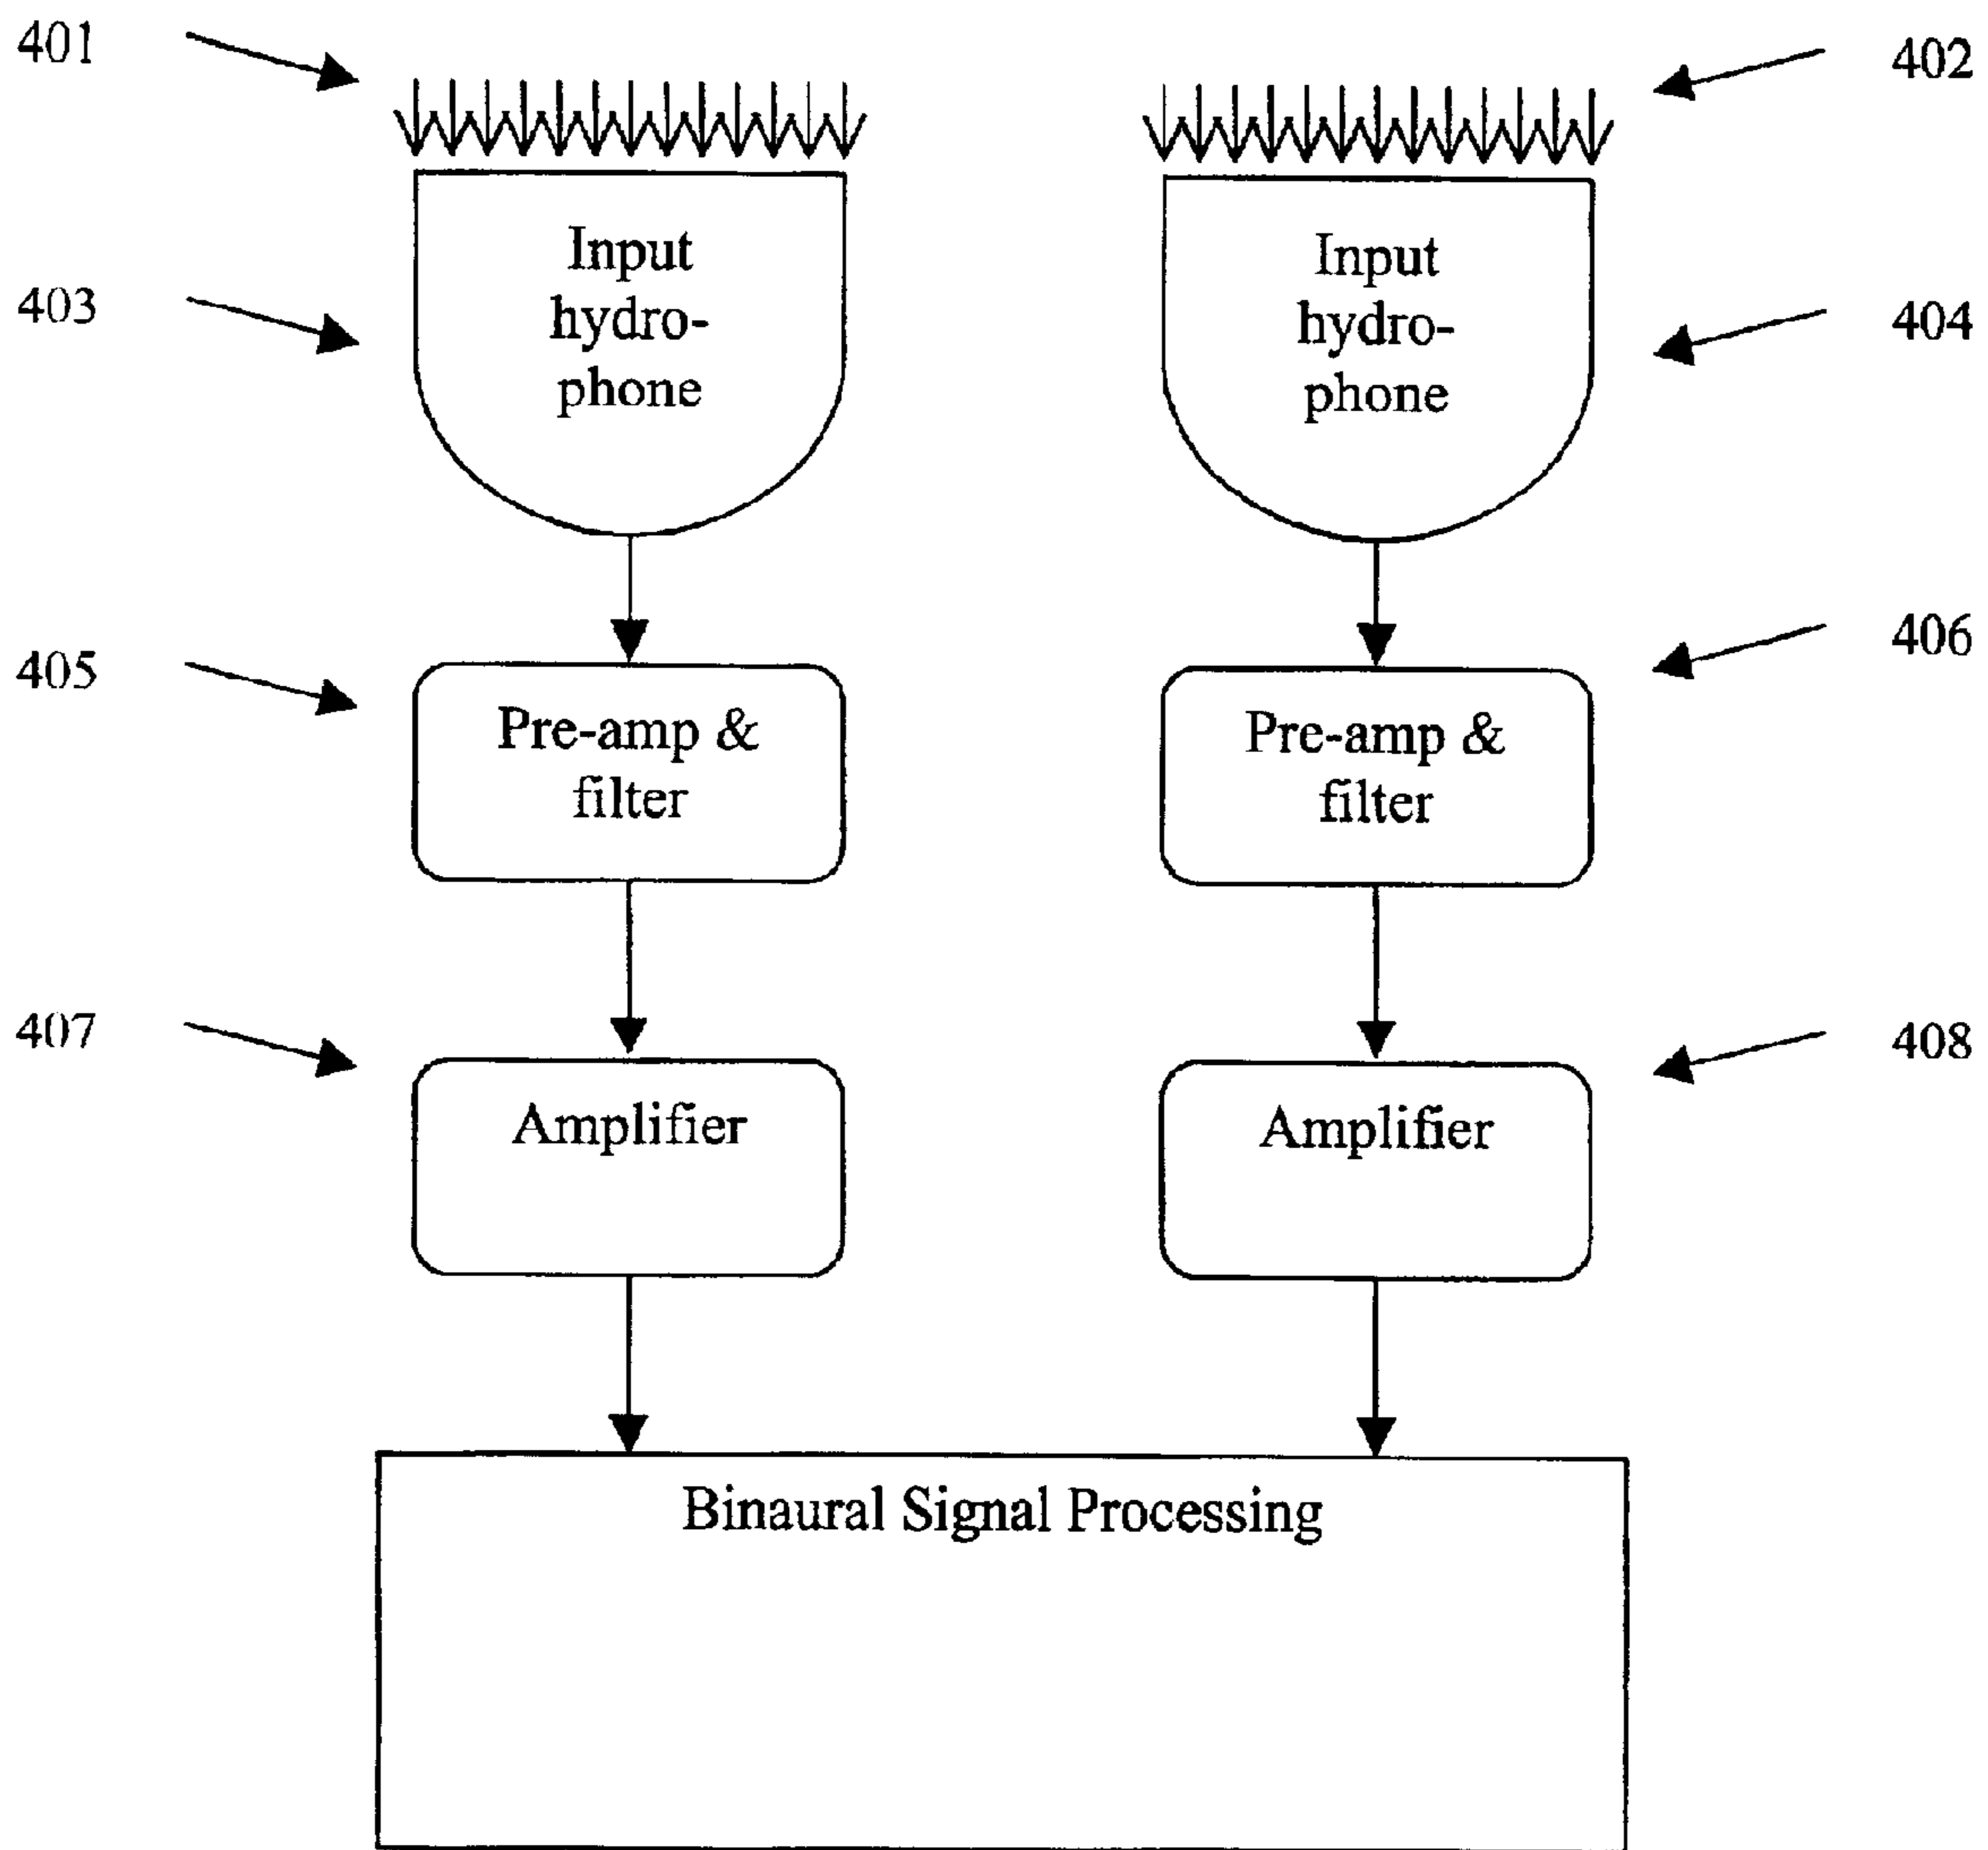 401
402
Input
hydro-
phone
Input
hydro-
phone
403
404
405
406
Pre-amp &
filter
Pre-amp &
filter
407
408
Amplifier
Amplifier
Binaural Signal Processing